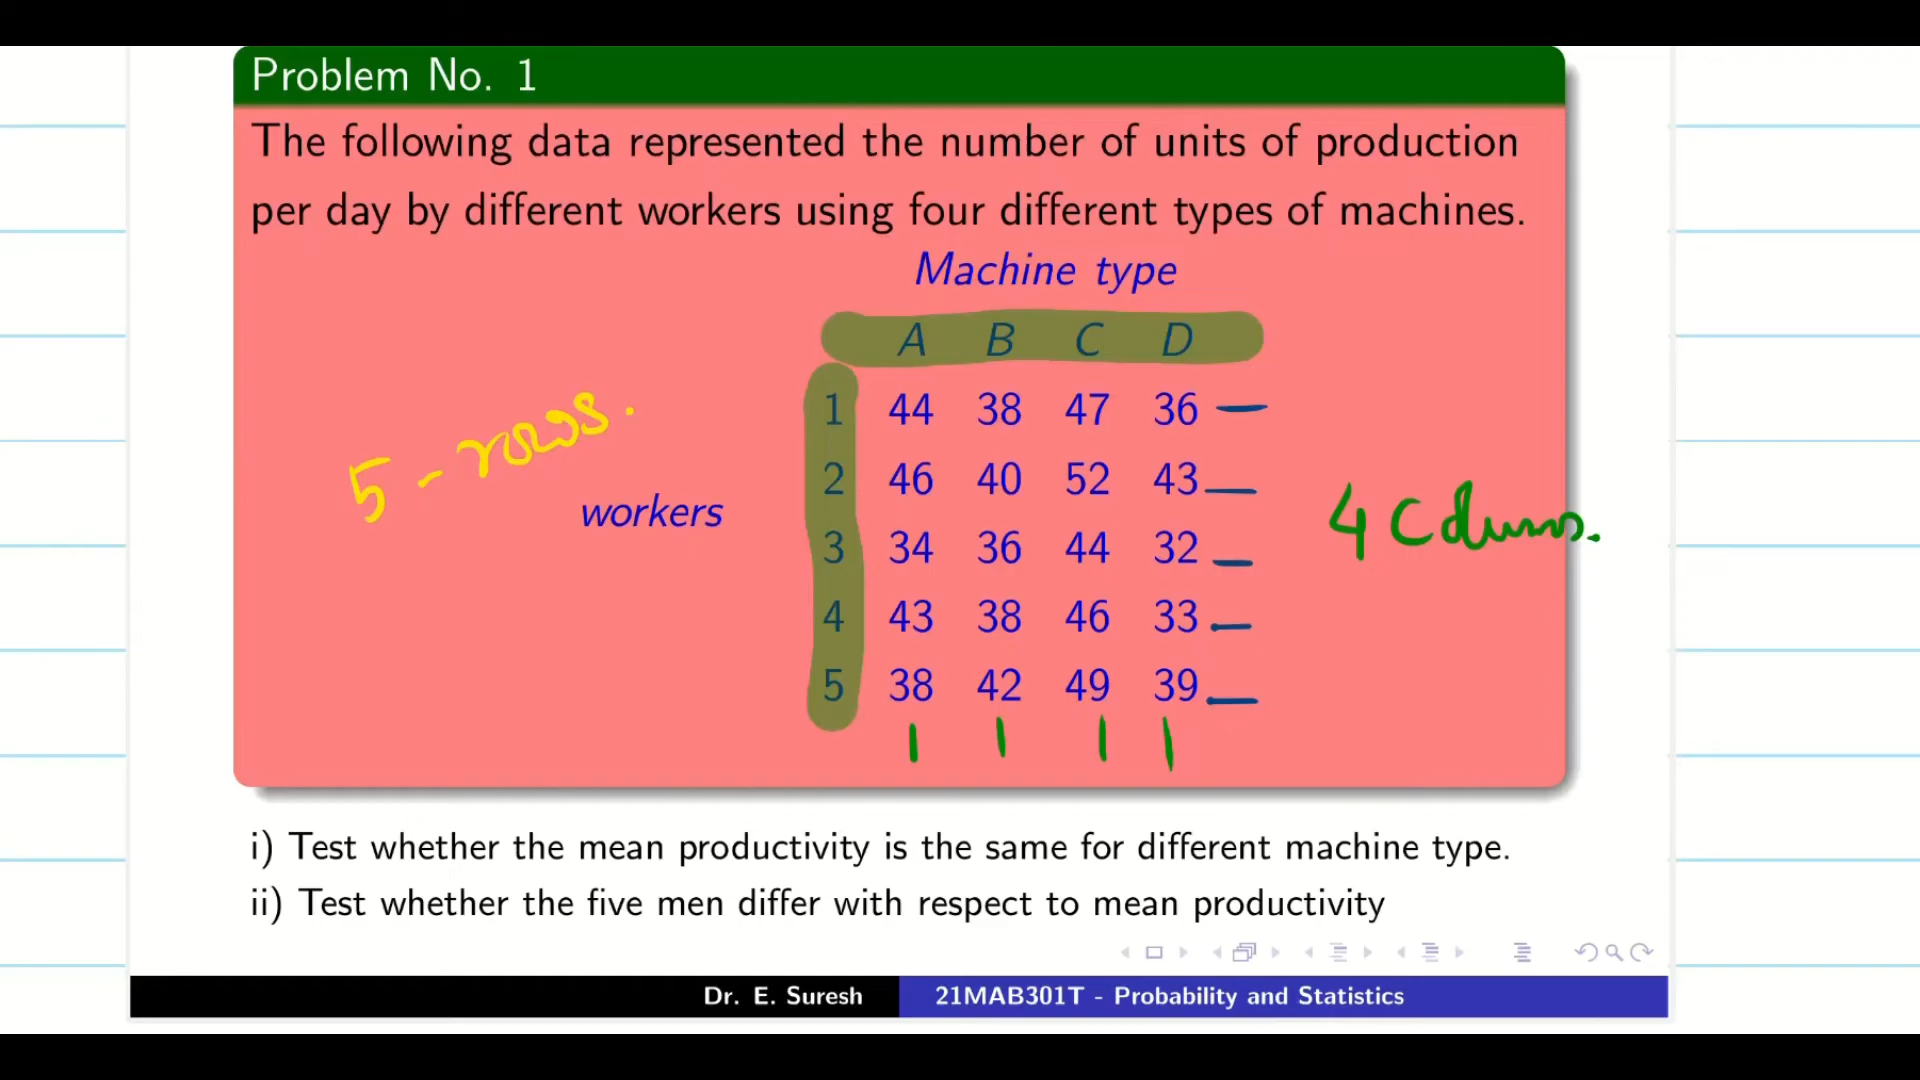 Problem No. 1
The following data represented the number of units of production
per day by different workers using four different types of machines.
Machine type
A B C D
1 44 38 47 36
2 46 40 52 43
5 - rows.
workers
4 Colums.
3 34 36 44 32
4 43 38 46 33
5 38 42 49 39
i) Test whether the mean productivity is the same for different machine type.
ii) Test whether the five men differ with respect to mean productivity
Dr. E. Suresh 21MAB301T - Probability and Statistics